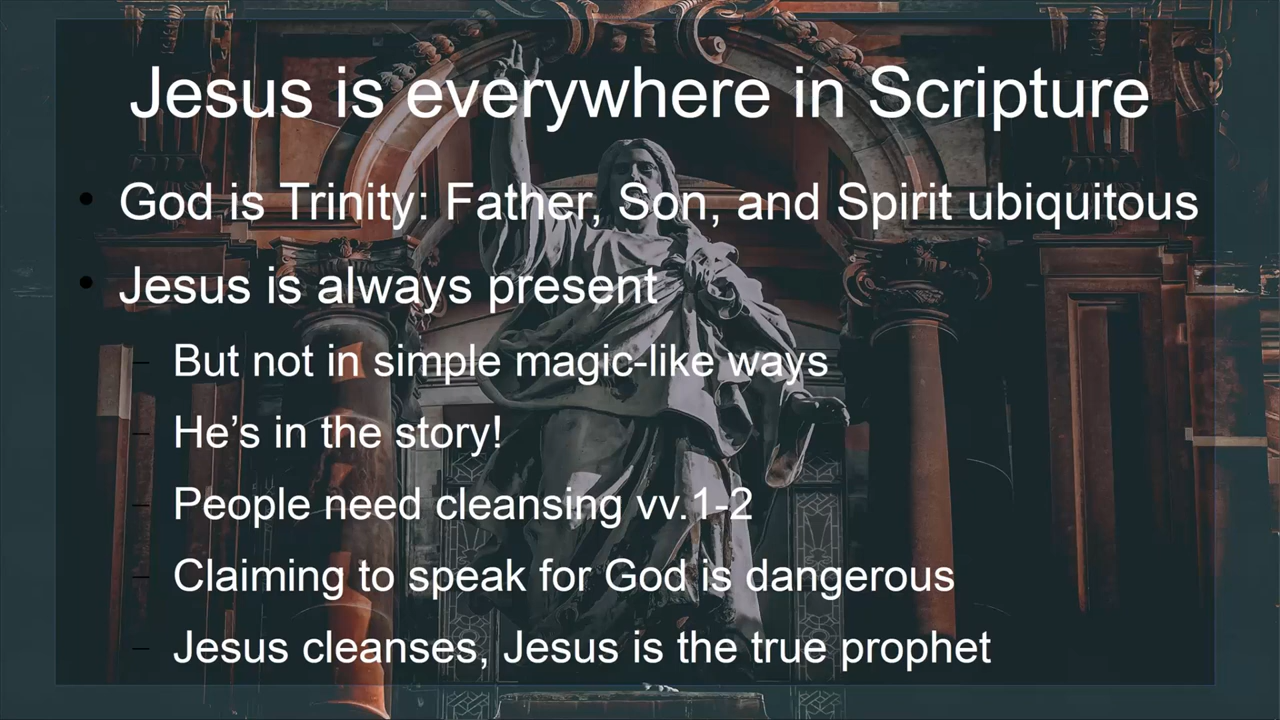 Jesus is everywhere in Scripture
• God is Trinity: Father, Son, and Spirit ubiquitous
• Jesus is always present
– But not in simple magic-like ways
– He’s in the story!
– People need cleansing vv.1-2
– Claiming to speak for God is dangerous
– Jesus cleanses, Jesus is the true prophet